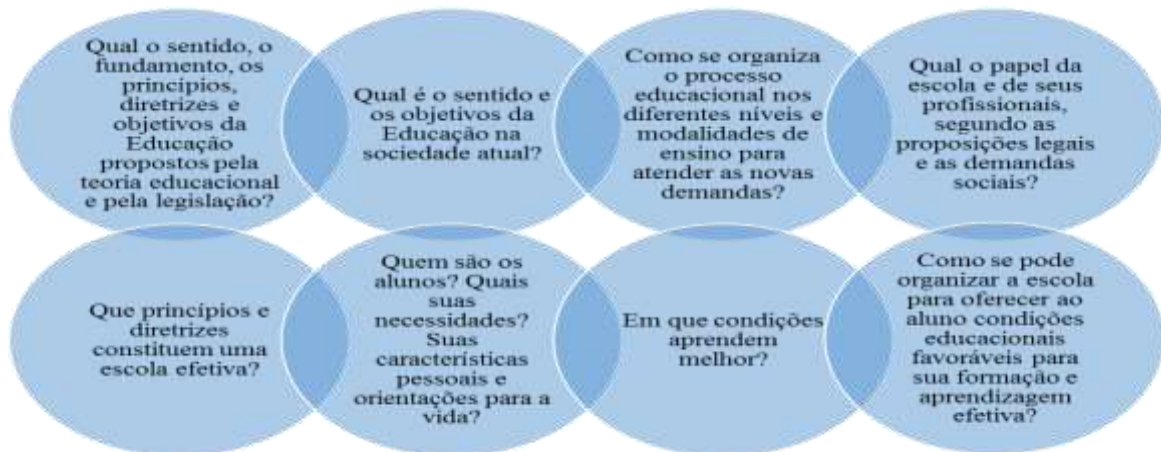 Qual o sentido, o
fundamento, os
princípios,
diretrizes e
objetivos da
Educação
propostos pela
teoria educacional
e pela legislação?
Qual é o sentido e
os objetivos da
Educação na
sociedade atual?
Como se organiza
o processo
educacional nos
diferentes níveis e
modalidades de
ensino para
atender as novas
demandas?
Qual o papel da
escola e de seus
profissionais,
segundo as
proposições legais
e as demandas
sociais?
Que princípios e
diretrizes
constituem uma
escola efetiva?
Quem são os
alunos? Quais
suas
necessidades?
Suas
características
pessoais e
orientações para a
vida?
Em que condições
aprendem
melhor?
Como se pode
organizar a escola
para oferecer ao
aluno condições
educacionais
favoráveis para
sua formação e
aprendizagem
efetiva?